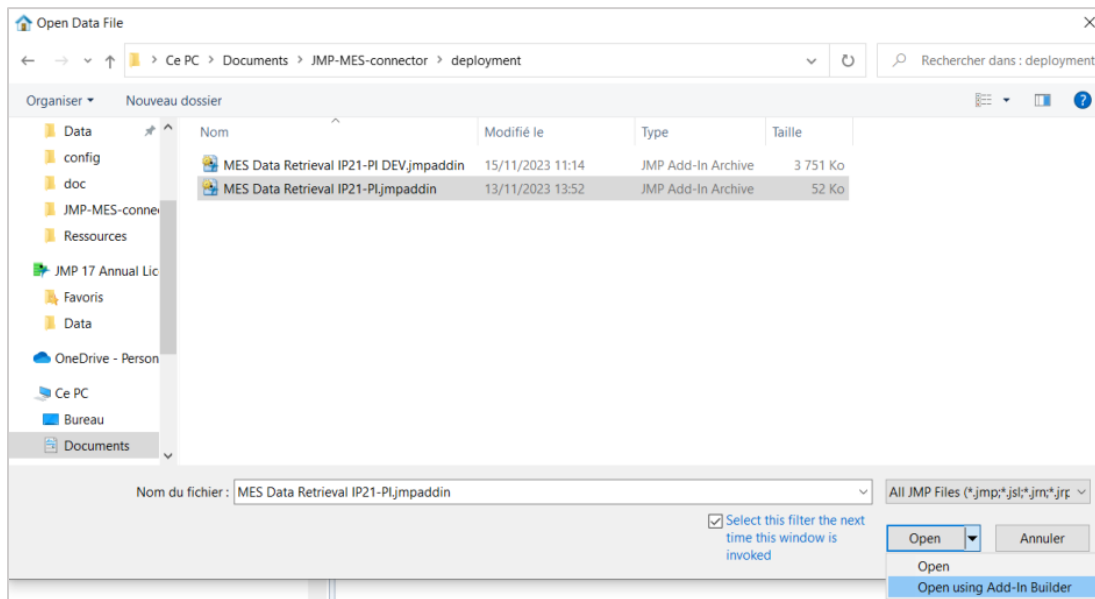 Open Data File
Ce PC > Documents > JMP-MES-connector > deployment
Rechercher dans : deployment
Organiser
Nouveau dossier
Nom
Modifié le
Type
Taille
MES Data Retrieval IP21-PI DEV.jmpaddin 15/11/2023 11:14 JMP Add-In Archive 3 751 Ko
MES Data Retrieval IP21-PI.jmpaddin 13/11/2023 13:52 JMP Add-In Archive 52 Ko
Data
config
doc
JMP-MES-conne
Ressources
JMP 17 Annual Lic
Favoris
Data
OneDrive - Person
Ce PC
Bureau
Documents
Nom du fichier : MES Data Retrieval IP21-PI.jmpaddin
All JMP Files (*.jmp;*.jsl;*.jrn;*.jrp
Select this filter the next
time this window is
invoked
Open
Annuler
Open
Open using Add-In Builder